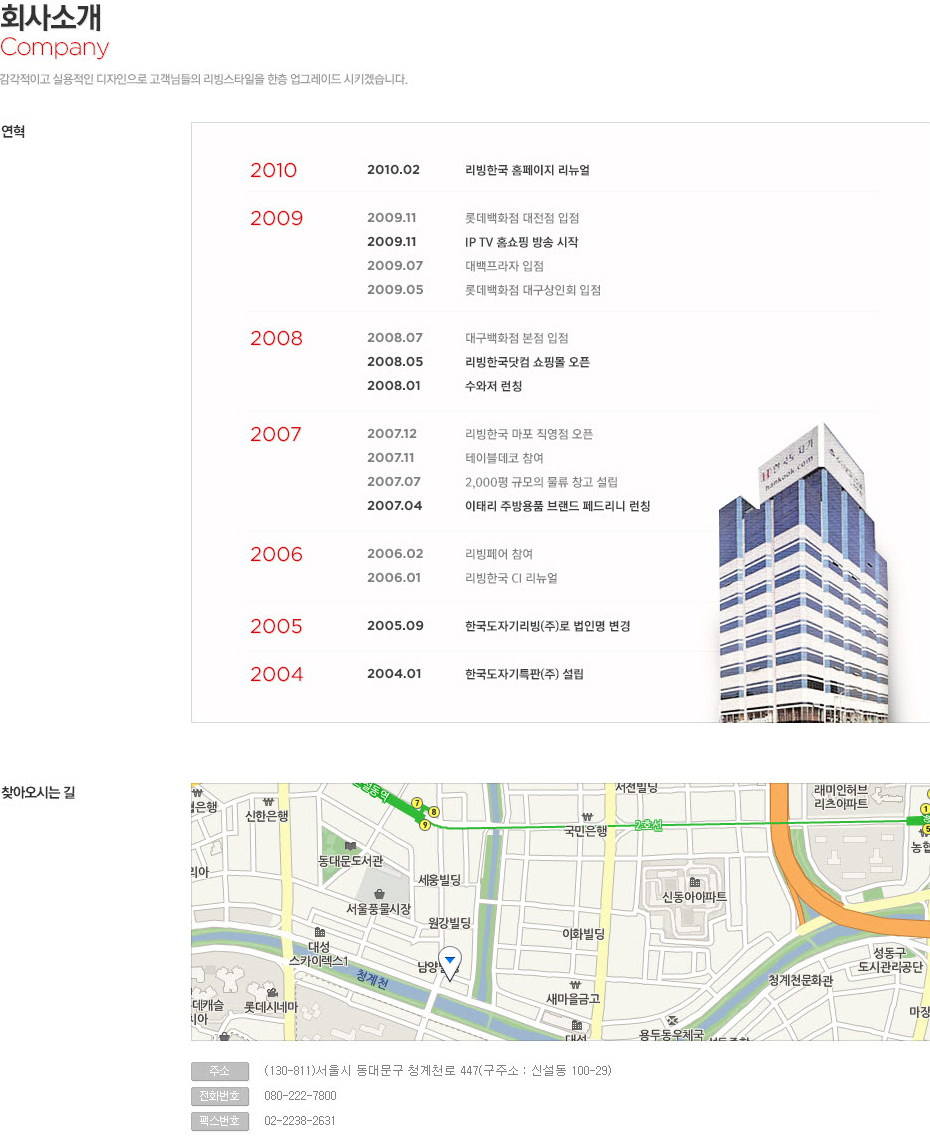 회사소개
Company
감각적이고 실용적인 디자인으로 고객님들의 리빙스타일을 한층 업그레이드 시키겠습니다.
연혁
2010
2010.02 리빙한국 홈페이지 리뉴얼
2009
2009.11 롯데백화점 대전점 입점
2009.11 IP TV 홈쇼핑 방송 시작
2009.07 대백프라자 입점
2009.05 롯데백화점 대구상인회 입점
2008
2008.07 대구백화점 본점 입점
2008.05 리빙한국닷컴 쇼핑몰 오픈
2008.01 수와저 런칭
2007
2007.12 리빙한국 마포 직영점 오픈
2007.11 테이블데코 참여
2007.07 2,000평 규모의 물류 창고 설립
2007.04 이태리 주방용품 브랜드 페드리니 런칭
2006
2006.02 리빙페어 참여
2006.01 리빙한국 CI 리뉴얼
2005
2005.09 한국도자기리빙(주)로 법인명 변경
2004
2004.01 한국도자기특판(주) 설립
한국도자기
hankook.com
찾아오시는 길
은행
신한은행
7
8
9
국민은행
2호선
서전빌딩
래미안허브
리츠아파트
1
5
농협
동대문도서관
세웅빌딩
서울풍물시장
원강빌딩
신동아아파트
이화빌딩
대성
스카이렉스1
남양빌딩
청계천
성동구
도시관리공단
청계천문화관
롯데시네마
새마을금고
용두동우체국
대성
마장
주소 (130-811)서울시 동대문구 청계천로 447(구주소 : 신설동 100-29)
전화번호 080-222-7800
팩스번호 02-2238-2631